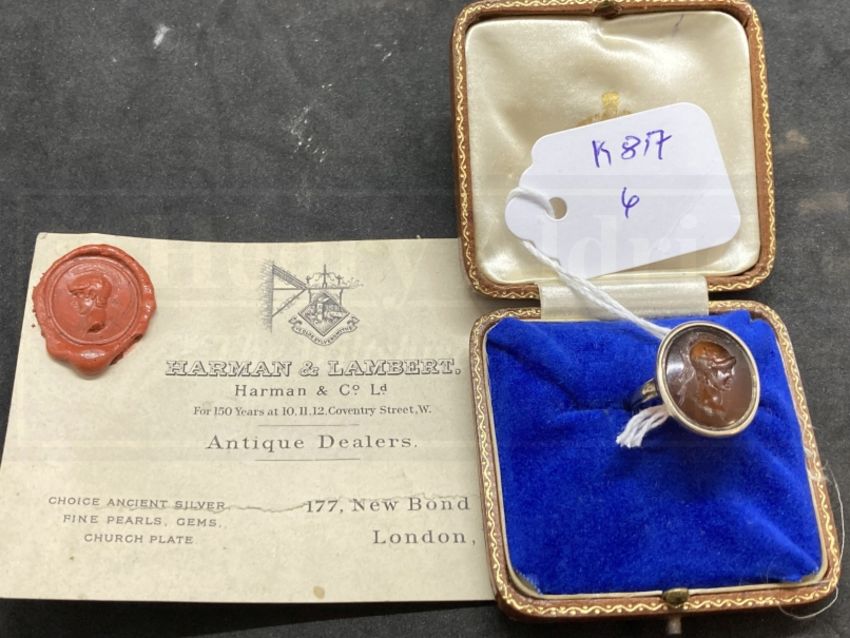 K 817
6
HARMAN & LAMBERT.
Harman & Co Ld
For 150 Years at 10, 11, 12, Coventry Street, W.
Antique Dealers.
CHOICE ANCIENT SILVER
FINE PEARLS, GEMS,
CHURCH PLATE
177, New Bond
London,